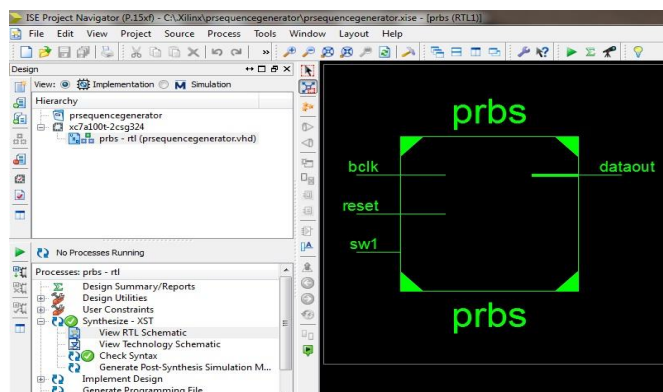 ISE Project Navigator (P.15xf) - C:\.Xilinx\prsequencegenerator\prsequencegenerator.xise - [prbs (RTL1)]
File Edit View Project Source Process Tools Window Layout Help
Design
View: Implementation Simulation
Hierarchy
prsequencegenerator
xc7a100t-2csg324
prbs - rtl (prsequencegenerator.vhd)
No Processes Running
Processes: prbs - rtl
Design Summary/Reports
Design Utilities
User Constraints
Synthesize - XST
View RTL Schematic
View Technology Schematic
Check Syntax
Generate Post-Synthesis Simulation M...
Implement Design
Generate Programming File
prbs
bclk
dataout
reset
sw1
prbs